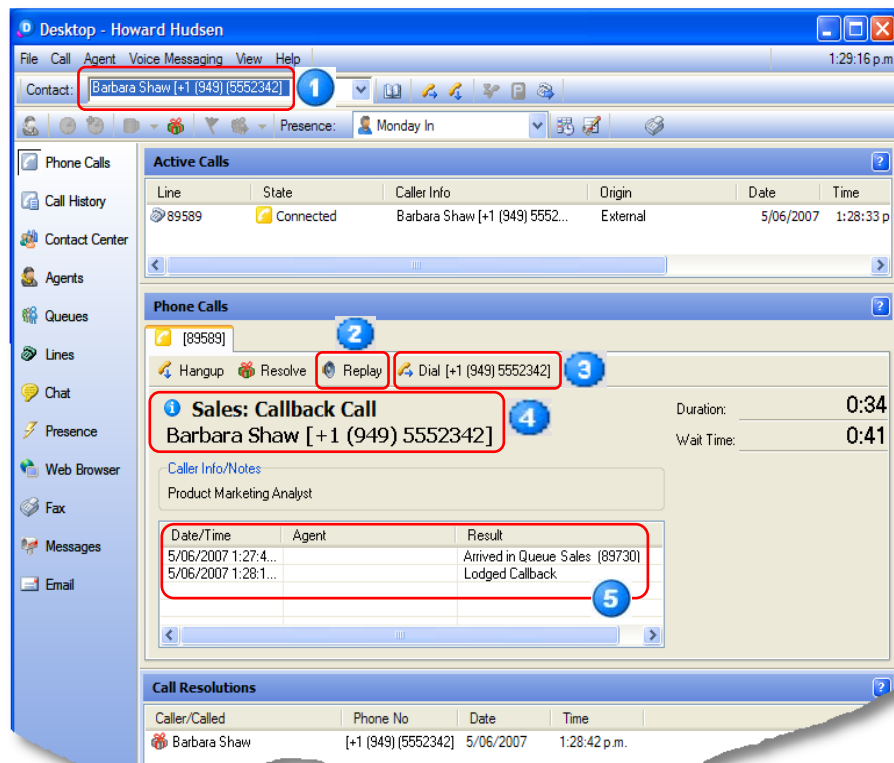 Desktop - Howard Hudsen
File Call Agent Voice Messaging View Help 1:29:16 p.m
Contact: Barbara Shaw [+1 (949) (5552342] 1
Presence: Monday In
Phone Calls
Call History
Contact Center
Agents
Queues
Lines
Chat
Presence
Web Browser
Fax
Messages
Email
Active Calls
Line State Caller Info Origin Date Time
89589 Connected Barbara Shaw [+1 (949) 5552... External 5/06/2007 1:28:33 p
Phone Calls
[89589] 2
Hangup Resolve Replay Dial [+1 (949) 5552342] 3
Sales: Callback Call 4
Barbara Shaw [+1 (949) 5552342]
Duration: 0:34
Wait Time: 0:41
Caller Info/Notes
Product Marketing Analyst
Date/Time Agent Result
5/06/2007 1:27:4... Arrived in Queue Sales (89730)
5/06/2007 1:28:1... Lodged Callback
5
Call Resolutions
Caller/Called Phone No Date Time
Barbara Shaw [+1 (949) (5552342] 5/06/2007 1:28:42 p.m.